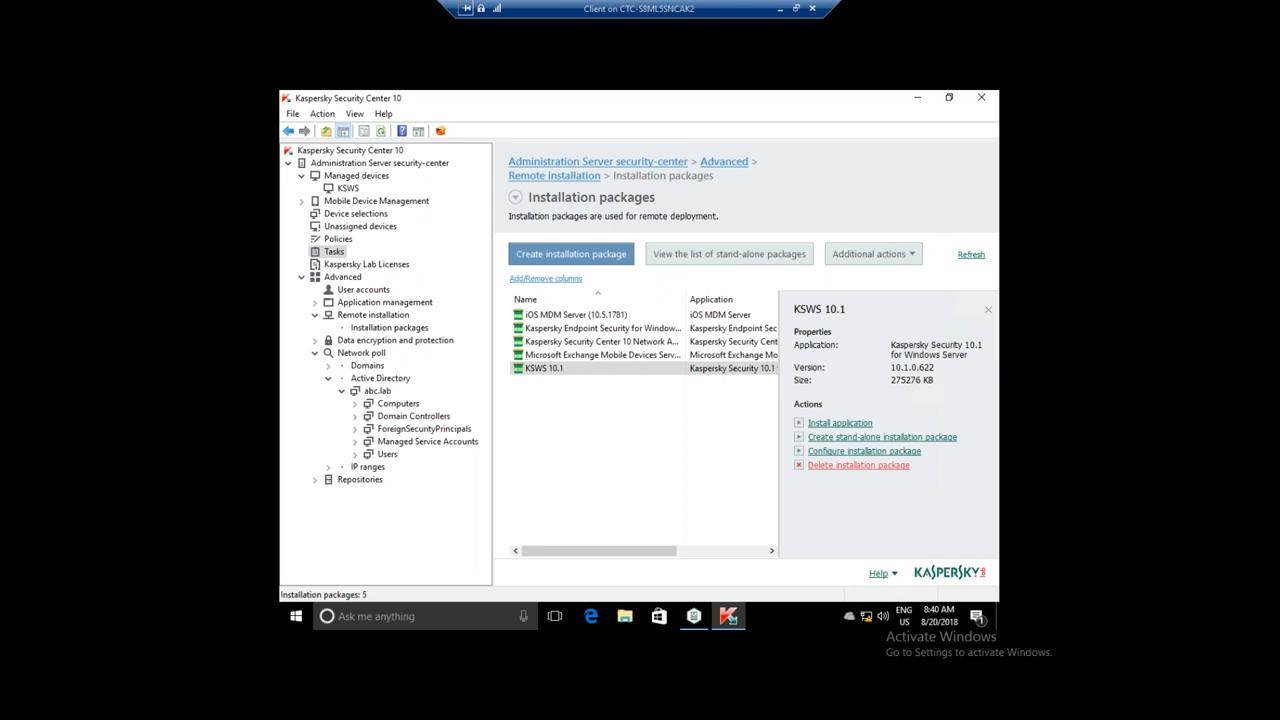 Client on CTC-S8ML5SNCAK2
Kaspersky Security Center 10
File Action View Help
Kaspersky Security Center 10
Administration Server security-center
Managed devices
KSWS
Mobile Device Management
Device selections
Unassigned devices
Policies
Tasks
Kaspersky Lab Licenses
Advanced
User accounts
Application management
Remote installation
Installation packages
Data encryption and protection
Network poll
Domains
Active Directory
abc.lab
Computers
Domain Controllers
ForeignSecurityPrincipals
Managed Service Accounts
Users
IP ranges
Repositories
Administration Server security-center > Advanced >
Remote installation > Installation packages
Installation packages
Installation packages are used for remote deployment.
Create installation package View the list of stand-alone packages Additional actions Refresh
Add/Remove columns
Name Application
iOS MDM Server (10.5.1781) iOS MDM Server
Kaspersky Endpoint Security for Window... Kaspersky Endpoint Sec
Kaspersky Security Center 10 Network A... Kaspersky Security Cent
Microsoft Exchange Mobile Devices Serv... Microsoft Exchange Mo
KSWS 10.1 Kaspersky Security 10.1
KSWS 10.1
Properties
Application: Kaspersky Security 10.1
for Windows Server
Version: 10.1.0.622
Size: 275276 KB
Actions
Install application
Create stand-alone installation package
Configure installation package
Delete installation package
Help KASPERSKY
Installation packages: 5
Ask me anything
ENG 8:40 AM
US 8/20/2018
1
Activate Windows
Go to Settings to activate Windows.